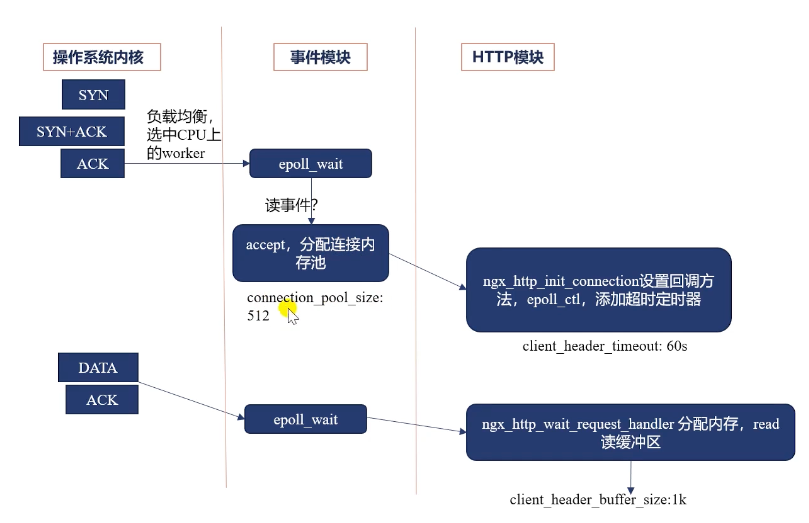 操作系统内核
事件模块
HTTP模块
SYN
SYN+ACK
ACK
负载均衡,
选中CPU上
的worker
epoll_wait
读事件?
accept，分配连接内
存池
connection_pool_size:
512
ngx_http_init_connection设置回调方
法，epoll_ctl，添加超时定时器
client_header_timeout: 60s
DATA
ACK
epoll_wait
ngx_http_wait_request_handler 分配内存，read
读缓冲区
client_header_buffer_size:1k